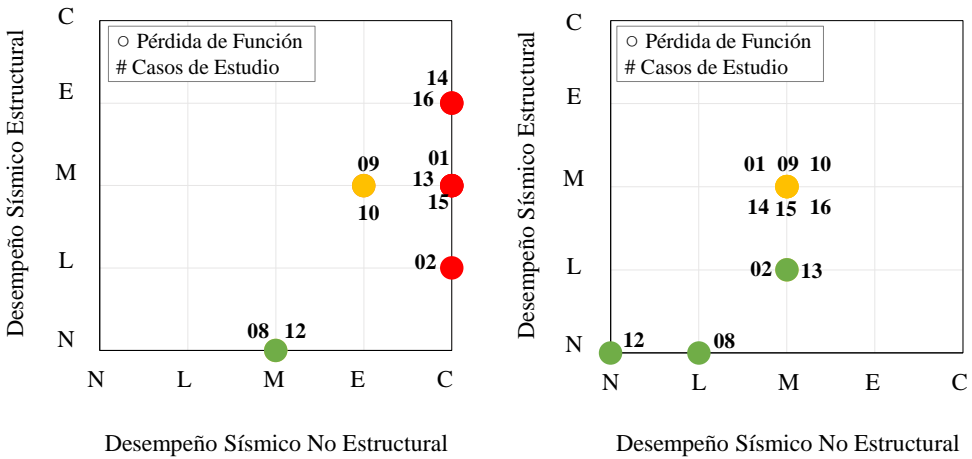 Desempeño Sísmico Estructural
C
E
M
L
N
○ Pérdida de Función
# Casos de Estudio
14
16
01
13
15
09
10
02
08 12
N L M E C
Desempeño Sísmico No Estructural
Desempeño Sísmico Estructural
C
E
M
L
N
○ Pérdida de Función
# Casos de Estudio
01 09 10
14 15 16
02 13
12
08
N L M E C
Desempeño Sísmico No Estructural